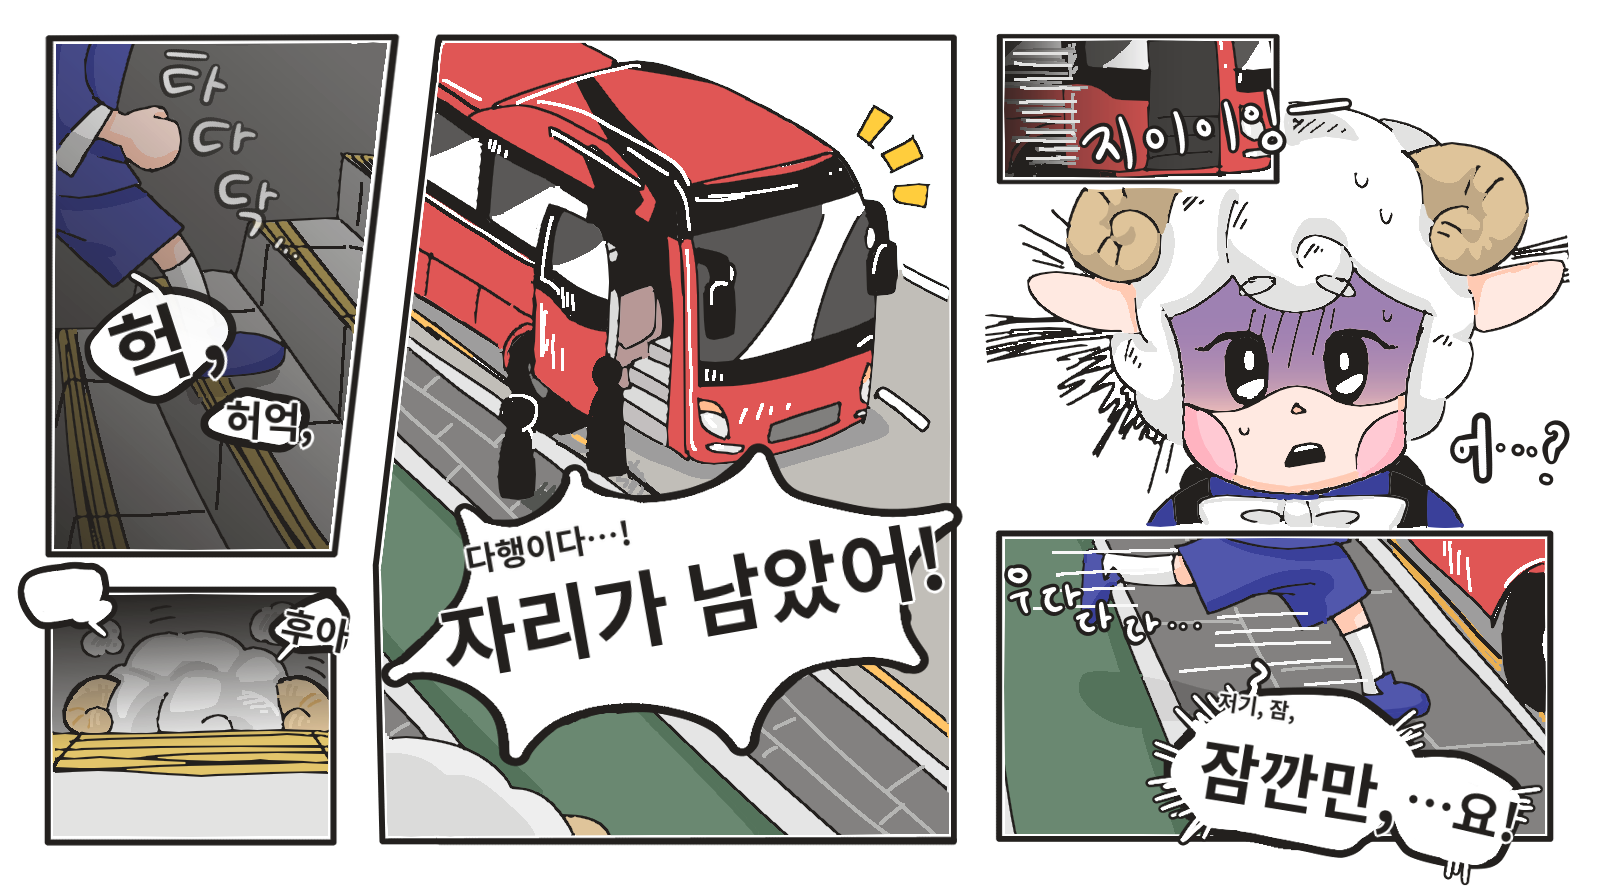 타
다
닥…
헉,
허억,
후아
다행이다…!
자리가 남았어!
지이이잉
에…?
우다
다다…
저기, 잠,
잠깐만, …요!